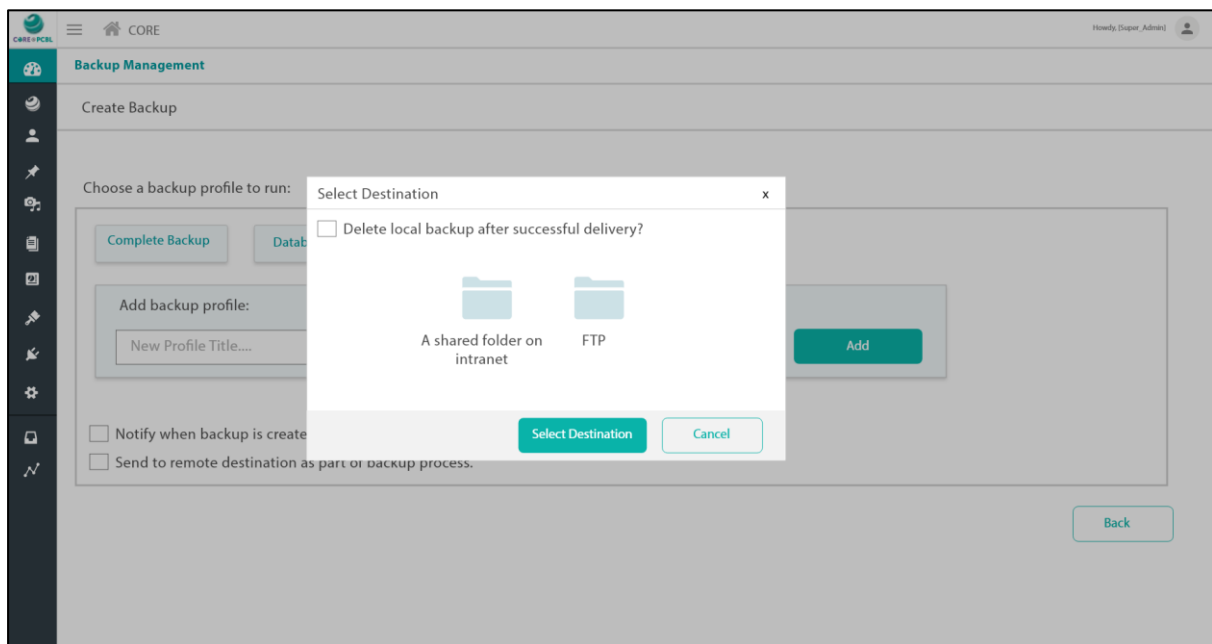 CORE PCBL
CORE
Howdy, [Super_Admin]
Backup Management
Create Backup
Choose a backup profile to run:
Select Destination
x
Delete local backup after successful delivery?
Complete Backup
Datab
Add backup profile:
New Profile Title....
A shared folder on
intranet
FTP
Add
Notify when backup is create
Select Destination
Cancel
Send to remote destination as part of backup process.
Back